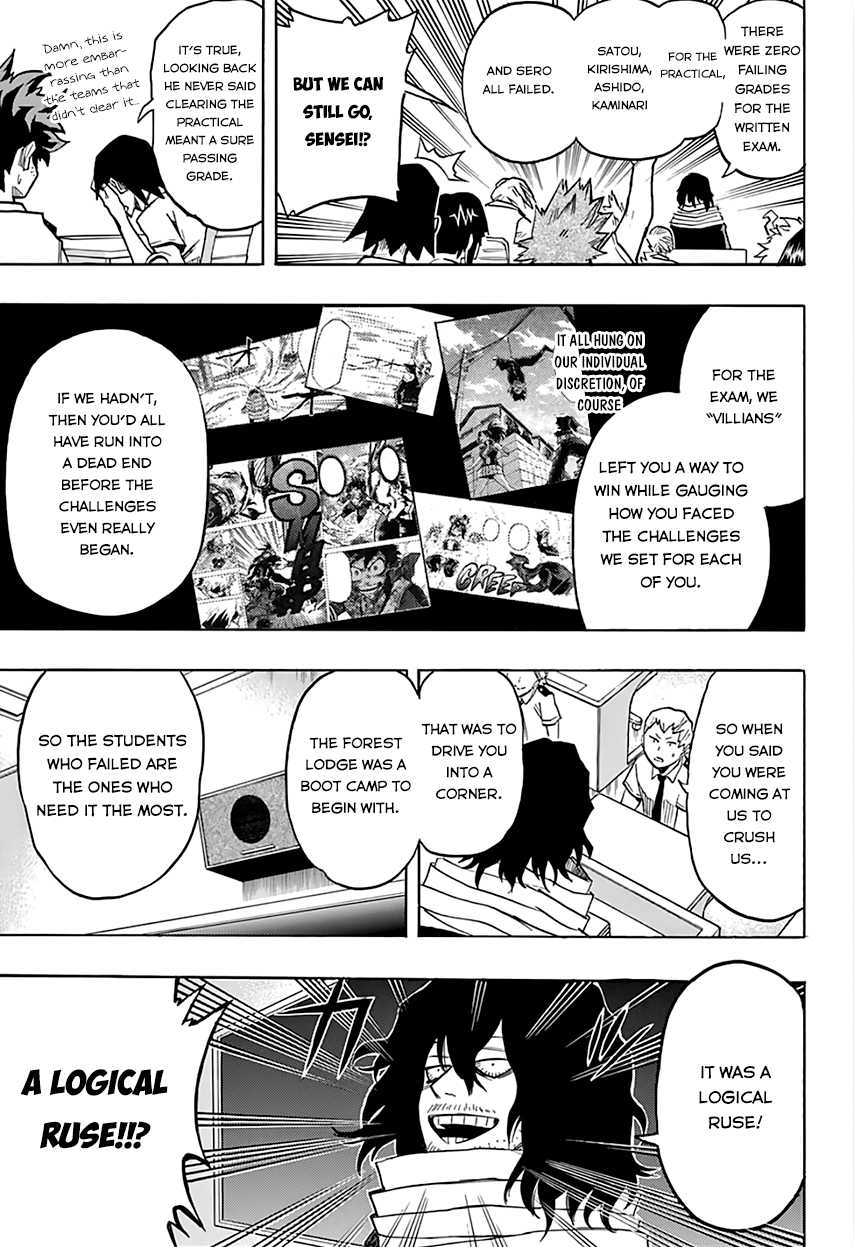 THERE
WERE ZERO
FAILING
GRADES
FOR THE
WRITTEN
EXAM.
FOR THE
PRACTICAL,
SATOU,
KIRISHIMA,
ASHIDO,
KAMINARI
AND SERO
ALL FAILED.
BUT WE CAN
STILL GO,
SENSEI!?
IT'S TRUE,
LOOKING BACK
HE NEVER SAID
CLEARING THE
PRACTICAL
MEANT A SURE
PASSING
GRADE.
Damn, this is
more embar-
rassing than
the teams that
didn't clear it...
FOR THE
EXAM, WE
"VILLIANS"
LEFT YOU A WAY TO
WIN WHILE GAUGING
HOW YOU FACED
THE CHALLENGES
WE SET FOR EACH
OF YOU.
IT ALL HUNG ON
OUR INDIVIDUAL
DISCRETION, OF
COURSE
IF WE HADN'T,
THEN YOU'D ALL
HAVE RUN INTO
A DEAD END
BEFORE THE
CHALLENGES
EVEN REALLY
BEGAN.
SO WHEN
YOU SAID
YOU WERE
COMING AT
US TO
CRUSH
US...
THAT WAS TO
DRIVE YOU
INTO A
CORNER.
THE FOREST
LODGE WAS A
BOOT CAMP TO
BEGIN WITH.
SO THE STUDENTS
WHO FAILED ARE
THE ONES WHO
NEED IT THE MOST.
IT WAS A
LOGICAL
RUSE!
A LOGICAL
RUSE!!!?